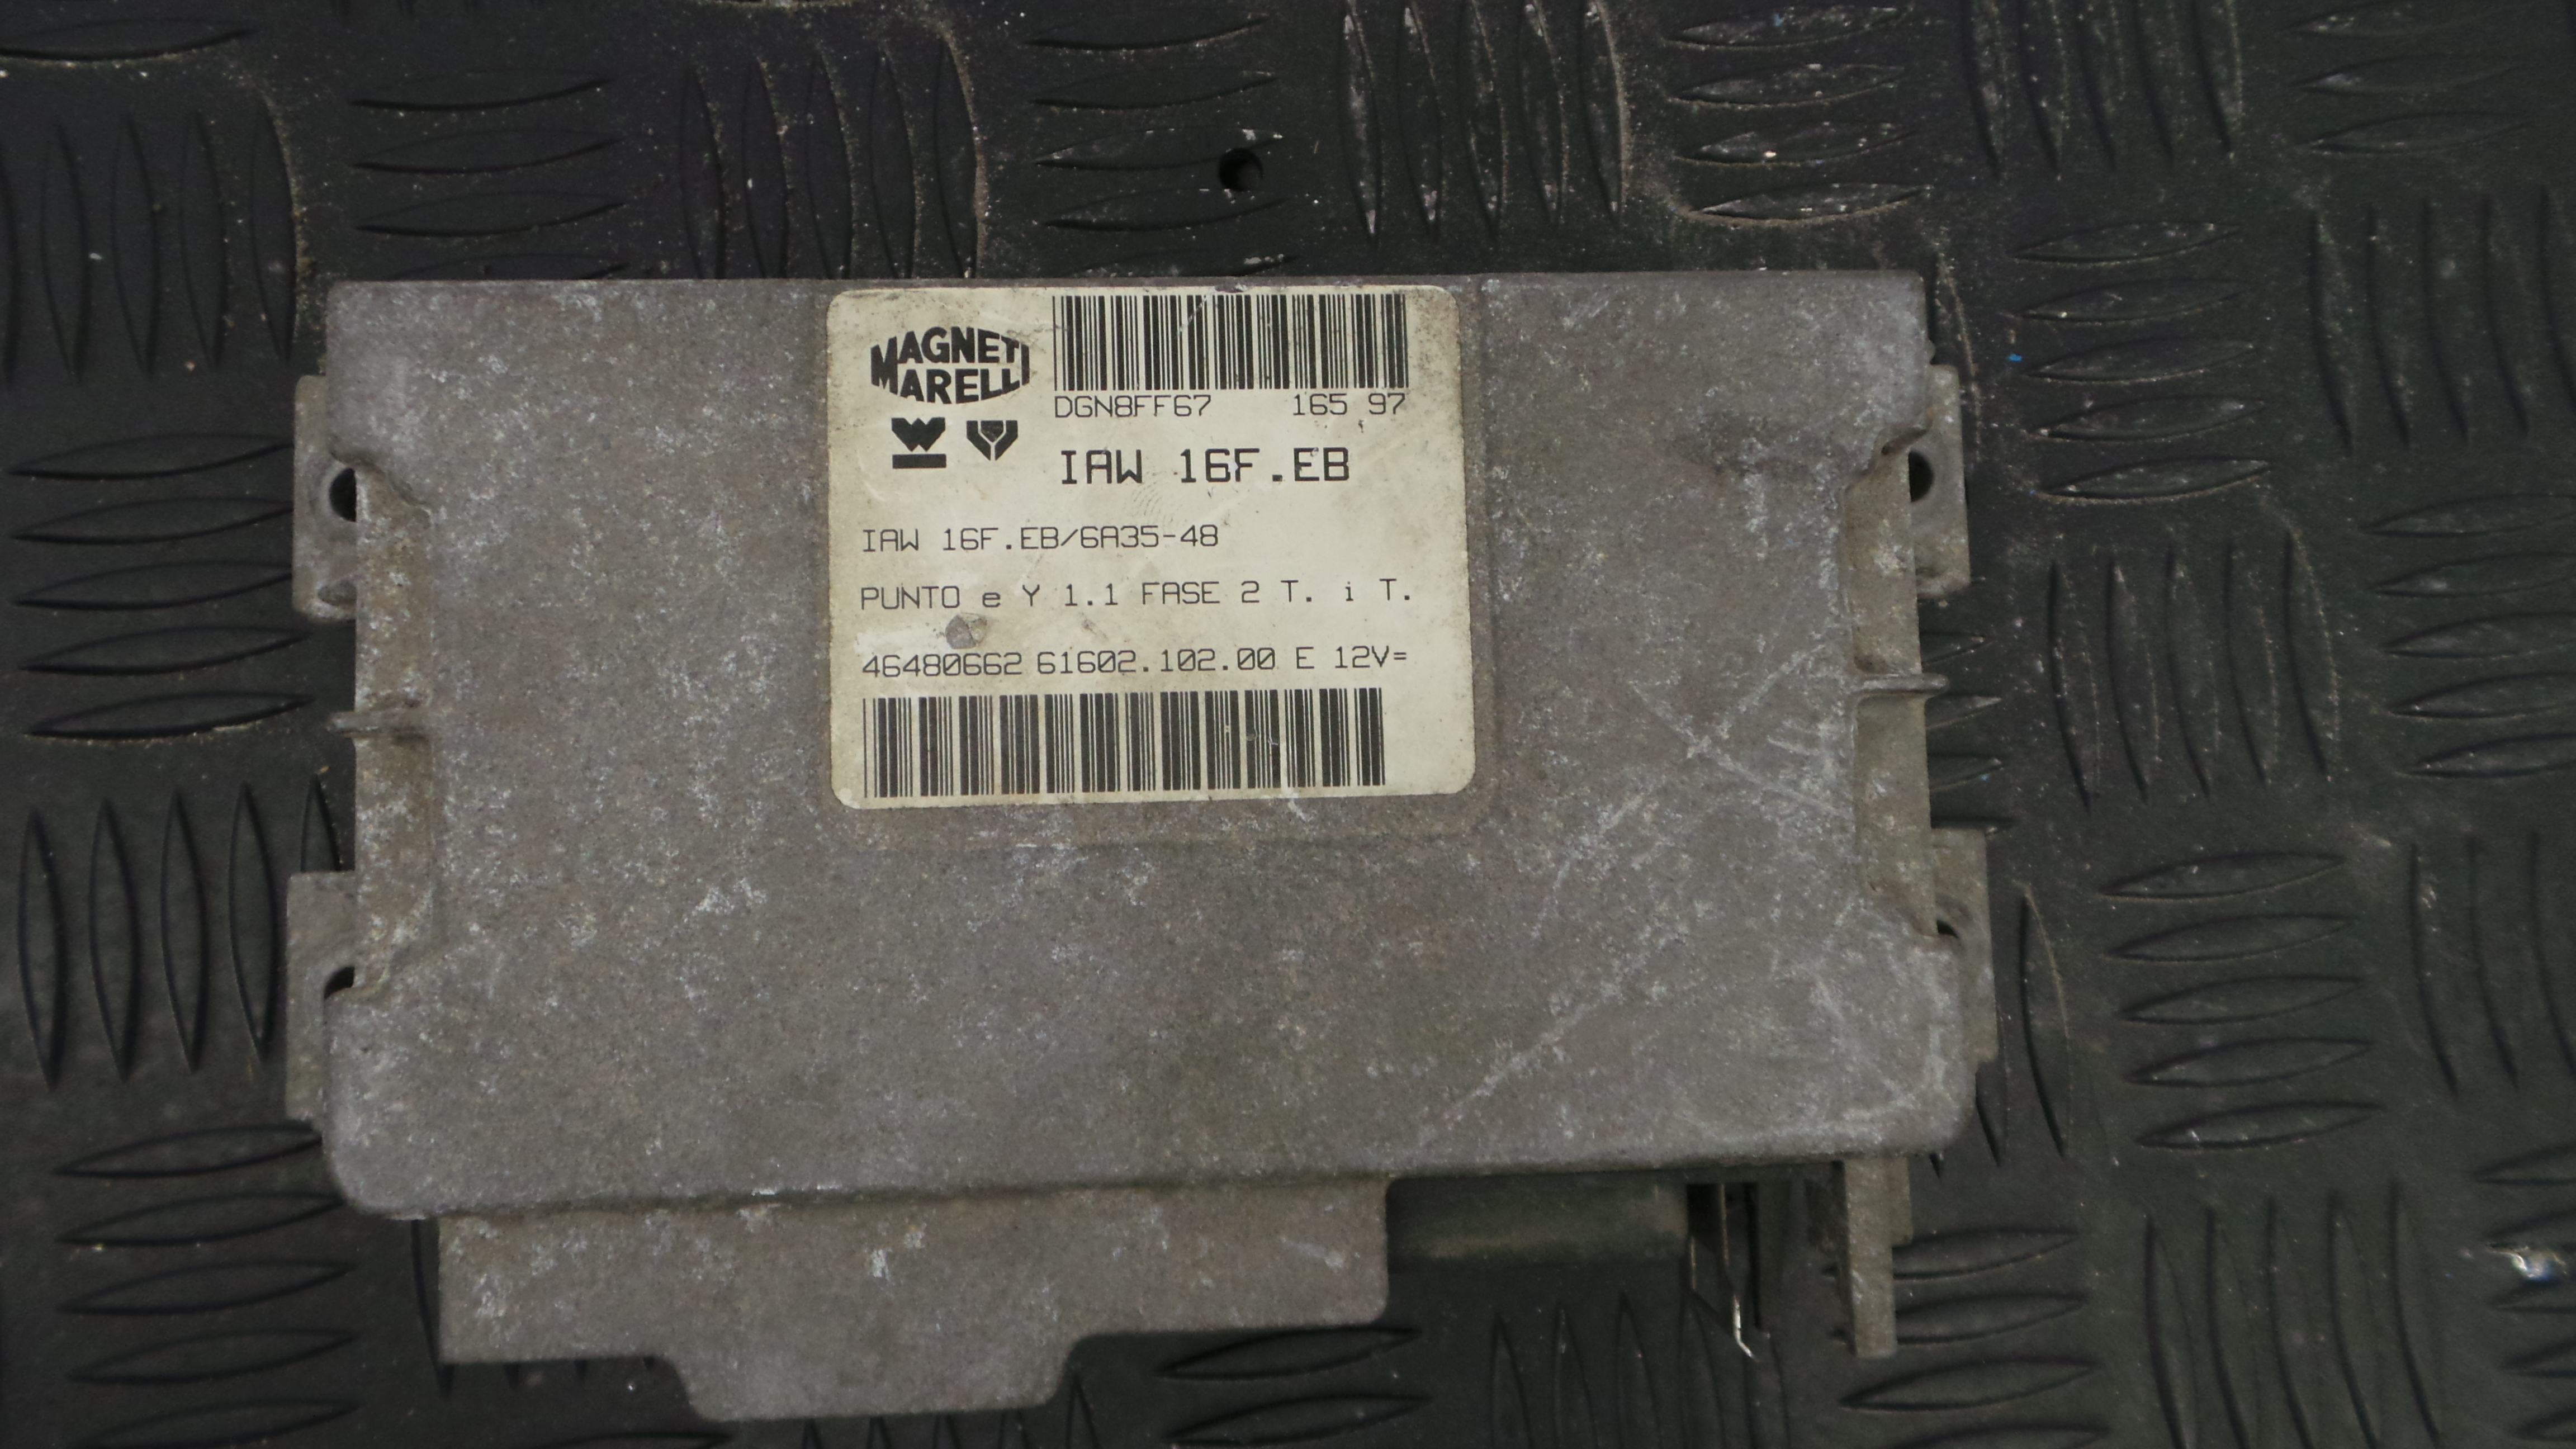 MAGNETI
MARELLI
DGN8FF67 165 97
IAW 16F.EB
IAW 16F.EB/6A35-48
PUNTO e Y 1.1 FASE 2 T. i T.
46480662 61602.102.00 E 12V=